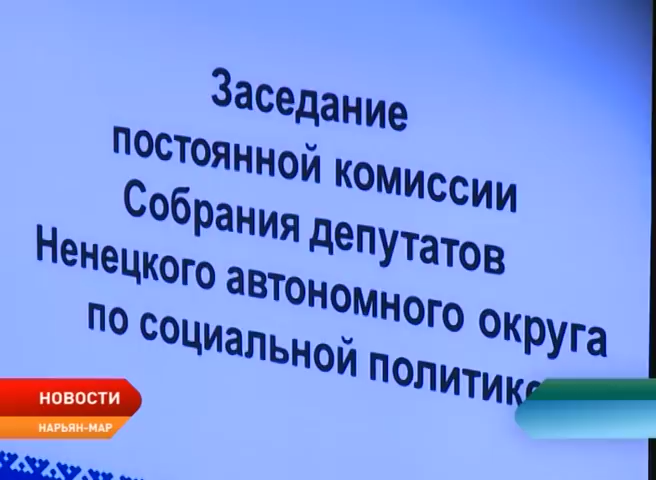 Заседание
постоянной комиссии
Собрания депутатов
Ненецкого автономного округа
по социальной политике
НОВОСТИ
НАРЬЯН-МАР